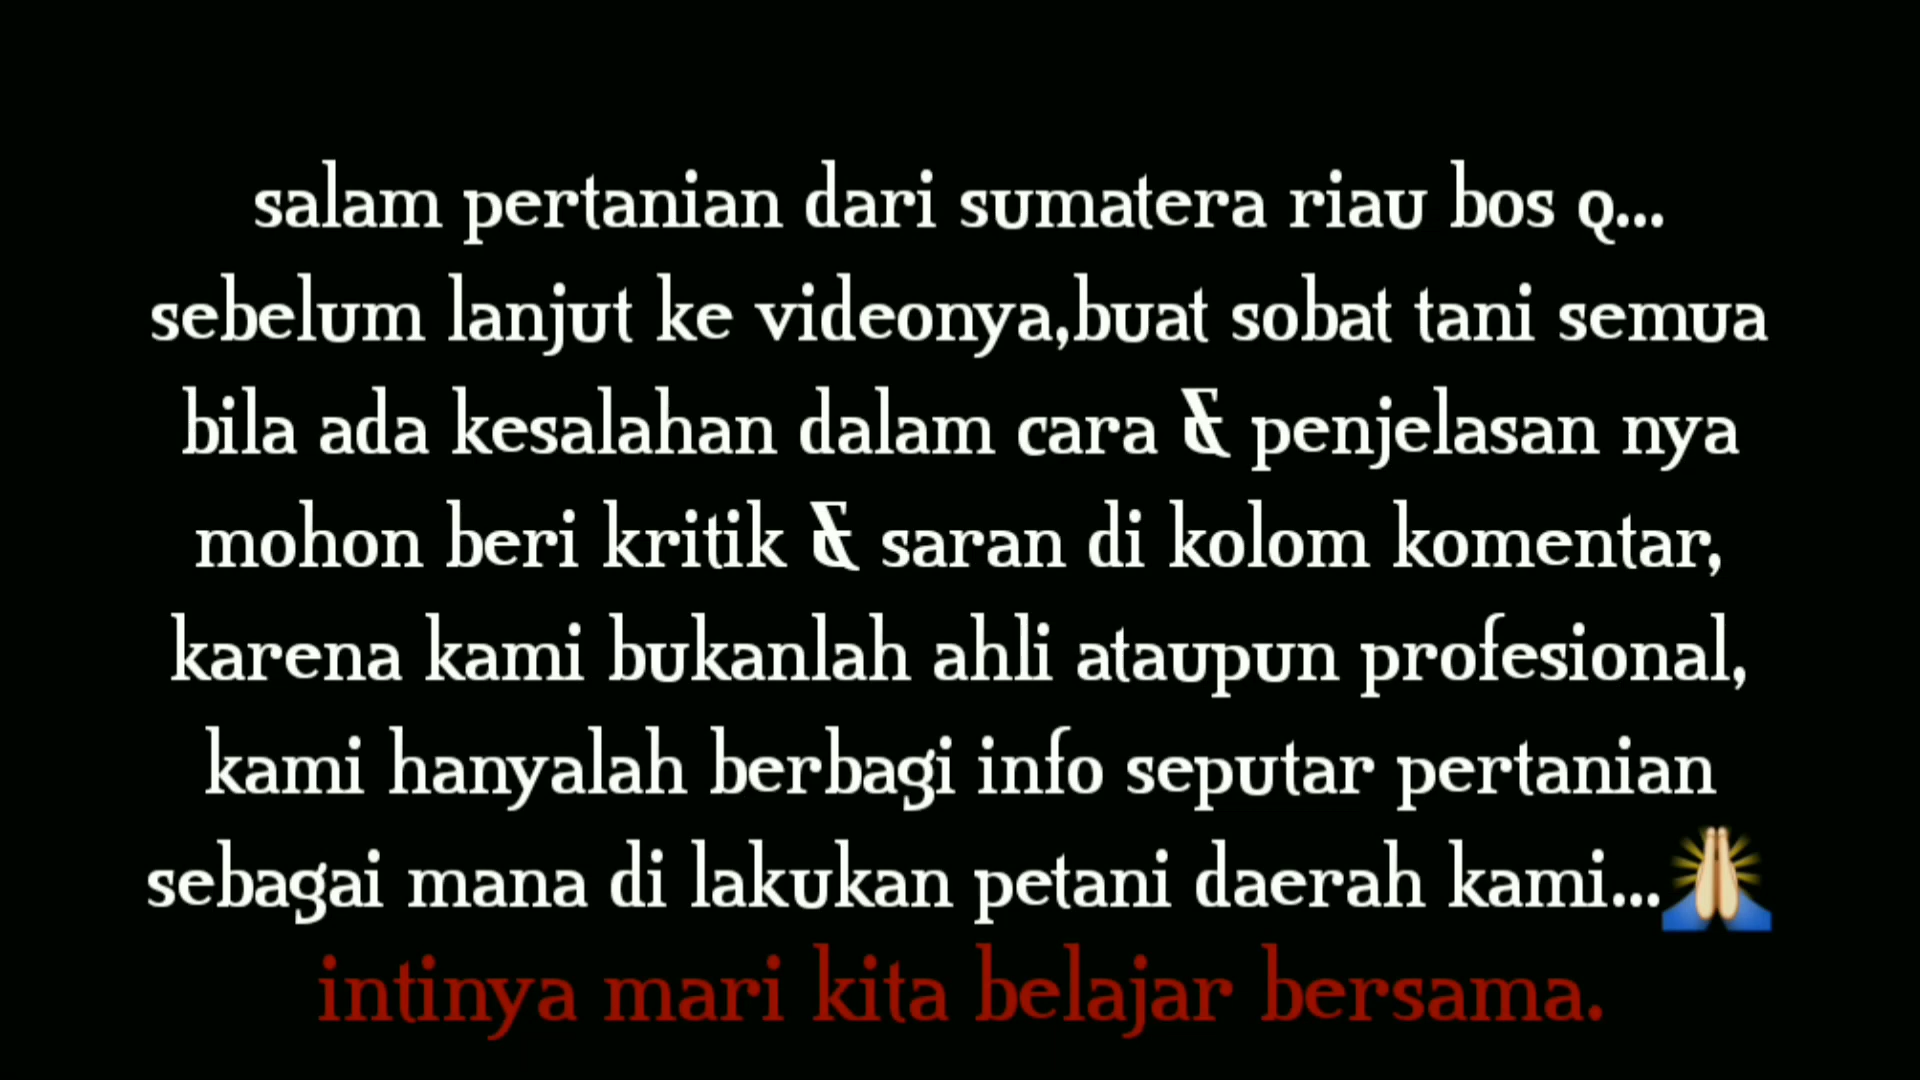 salam pertanian dari sumatera riau bos Q...
sebelum lanjut ke videonya,buat sobat tani semua
bila ada kesalahan dalam cara & penjelasan nya
mohon beri kritik & saran di kolom komentar,
karena kami bukanlah ahli ataupun profesional,
kami hanyalah berbagi info seputar pertanian
sebagai mana di lakukan petani daerah kami...🙏
intinya mari kita belajar bersama.